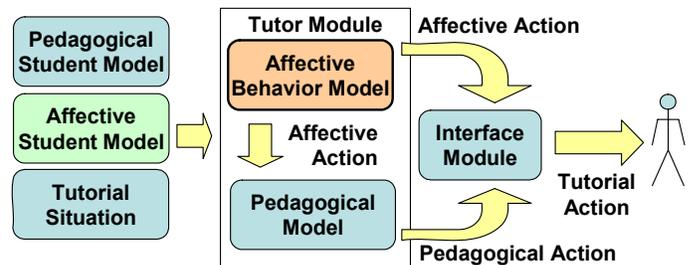 Pedagogical
Student Model
Affective
Student Model
Tutorial
Situation
Tutor Module
Affective
Behavior Model
Affective
Action
Pedagogical
Model
Affective Action
Interface
Module
Pedagogical Action
Tutorial
Action